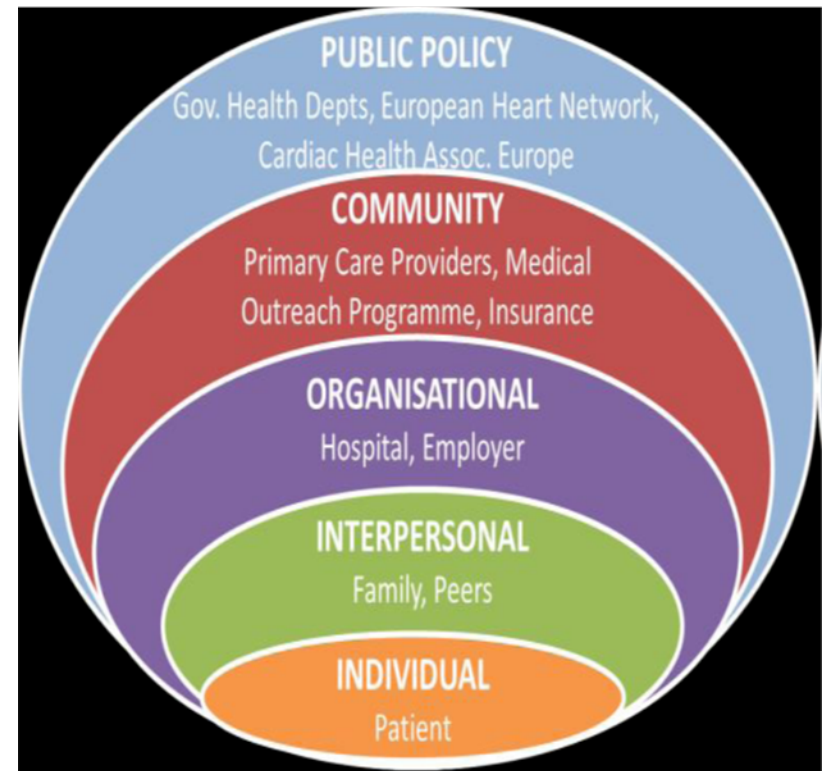 PUBLIC POLICY
Gov. Health Depts, European Heart Network,
Cardiac Health Assoc. Europe
COMMUNITY
Primary Care Providers, Medical
Outreach Programme, Insurance
ORGANISATIONAL
Hospital, Employer
INTERPERSONAL
Family, Peers
INDIVIDUAL
Patient